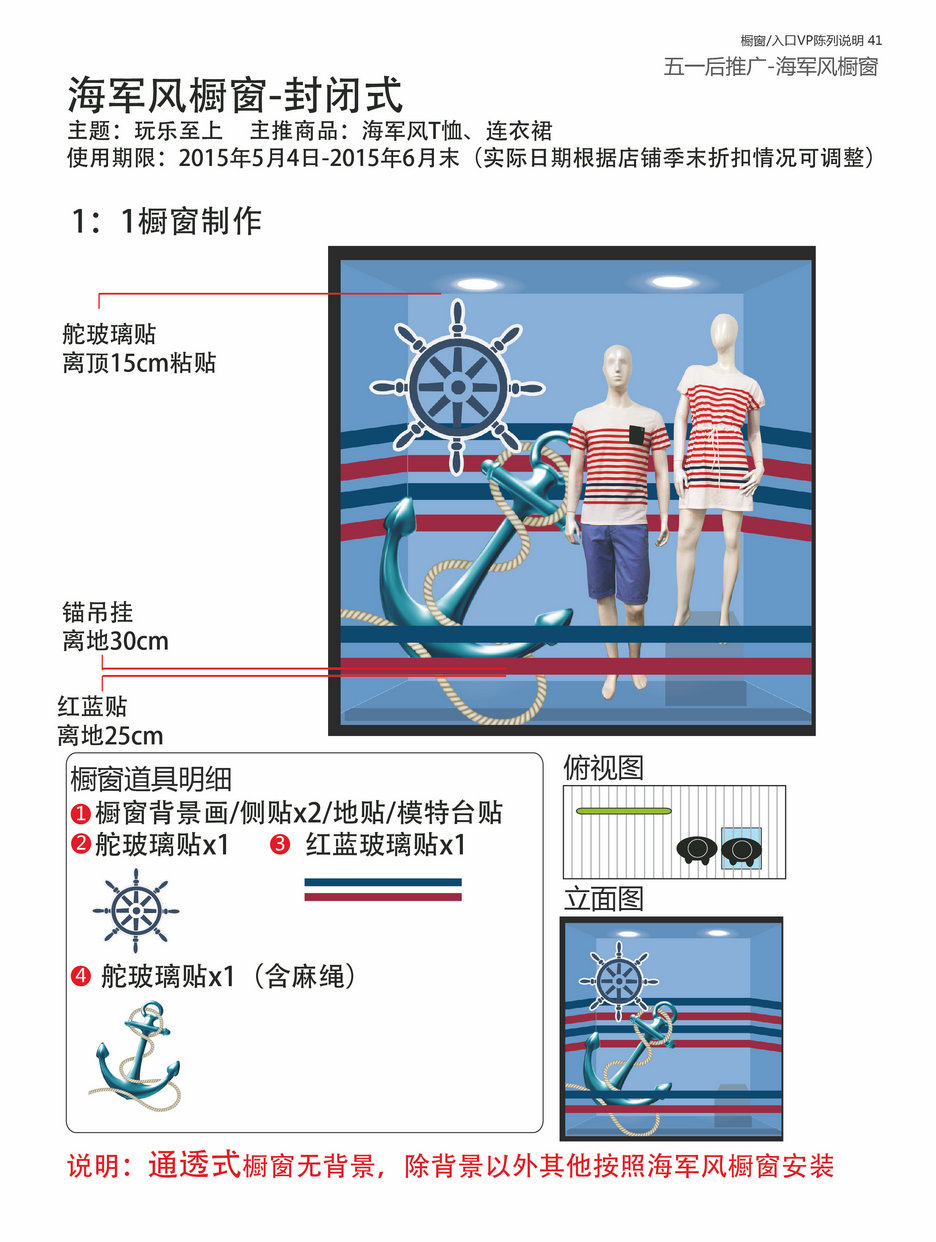 橱窗/入口VP陈列说明 41
五一后推广-海军风橱窗
海军风橱窗-封闭式
主题：玩乐至上 主推商品：海军风T恤、连衣裙
使用期限：2015年5月4日-2015年6月末（实际日期根据店铺季末折扣情况可调整）
1：1橱窗制作
舵玻璃贴
离顶15cm粘贴
锚吊挂
离地30cm
红蓝贴
离地25cm
橱窗道具明细
1 橱窗背景画/侧贴x2/地贴/模特台贴
2 舵玻璃贴x1 3 红蓝玻璃贴x1
4 舵玻璃贴x1（含麻绳）
俯视图
立面图
说明：通透式橱窗无背景，除背景以外其他按照海军风橱窗安装